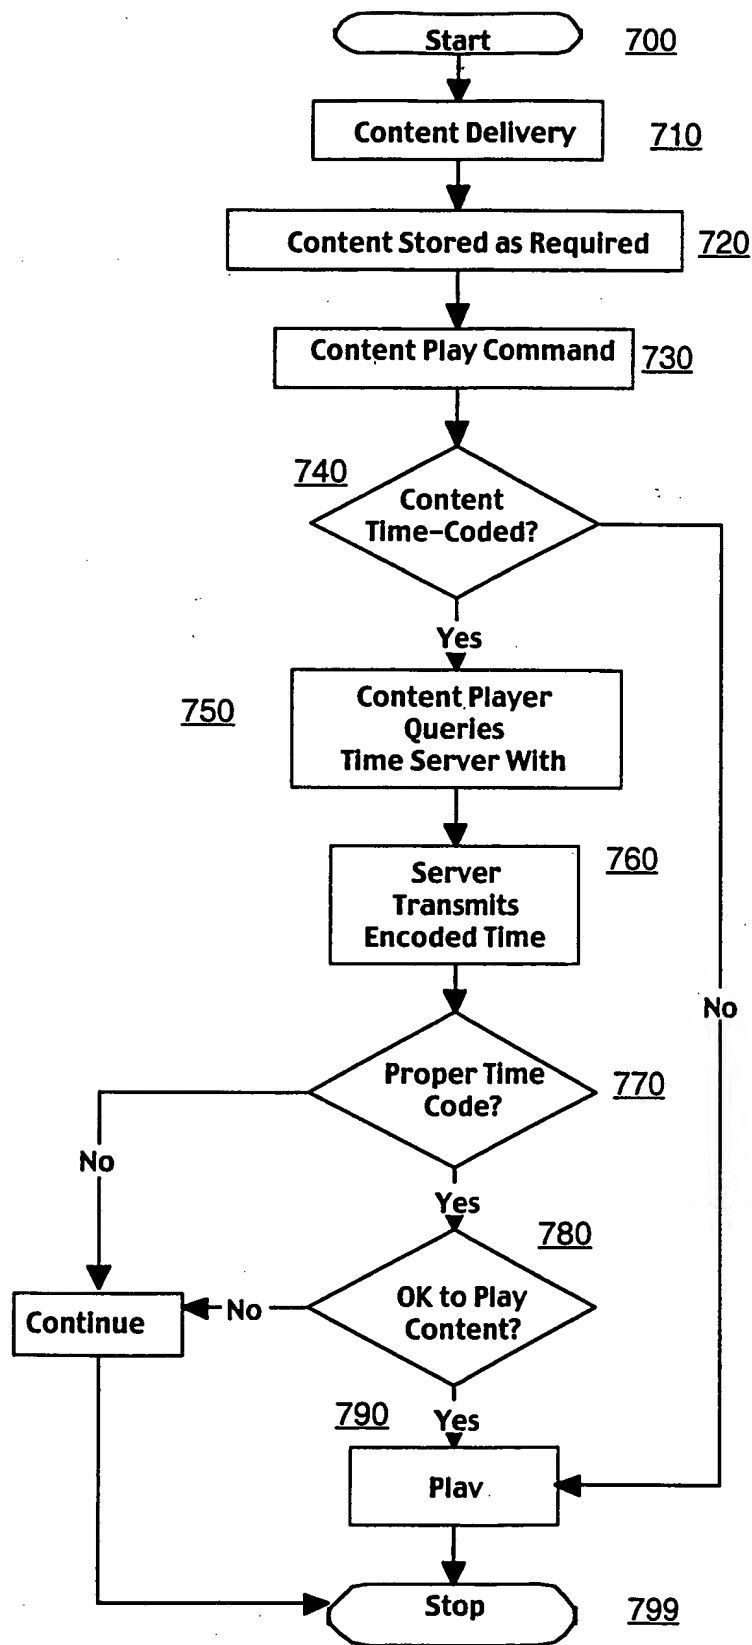 Start
700
Content Delivery
710
Content Stored as Required
720
Content Play Command
730
740
Content
Time-Coded?
Yes
750
Content Player
Queries
Time Server With
760
Server
Transmits
Encoded Time
No
Proper Time
Code?
770
No
Yes
780
OK to Play
Content?
No
Continue
790
Yes
Plav
Stop
799